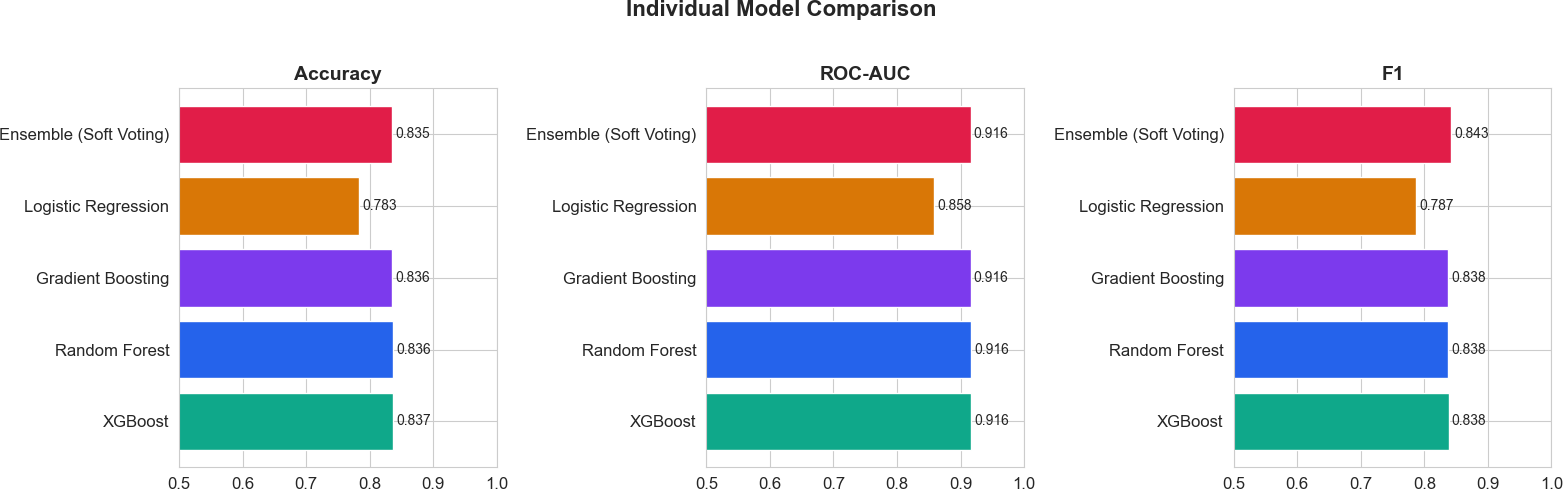 Individual Model Comparison
Accuracy
Ensemble (Soft Voting)
0.835
Logistic Regression
0.783
Gradient Boosting
0.836
Random Forest
0.836
XGBoost
0.837
0.5 0.6 0.7 0.8 0.9 1.0
ROC-AUC
Ensemble (Soft Voting)
0.916
Logistic Regression
0.858
Gradient Boosting
0.916
Random Forest
0.916
XGBoost
0.916
0.5 0.6 0.7 0.8 0.9 1.0
F1
Ensemble (Soft Voting)
0.843
Logistic Regression
0.787
Gradient Boosting
0.838
Random Forest
0.838
XGBoost
0.838
0.5 0.6 0.7 0.8 0.9 1.0